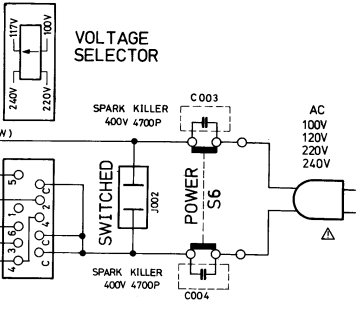 117V
100V
240V
220V
VOLTAGE
SELECTOR
W)
SPARK KILLER
400V 4700P
C003
AC
100V
120V
220V
240V
5
C
2
1
4
6
C
3
4
C
SWITCHED
J002
POWER
S6
SPARK KILLER
400V 4700P
C004